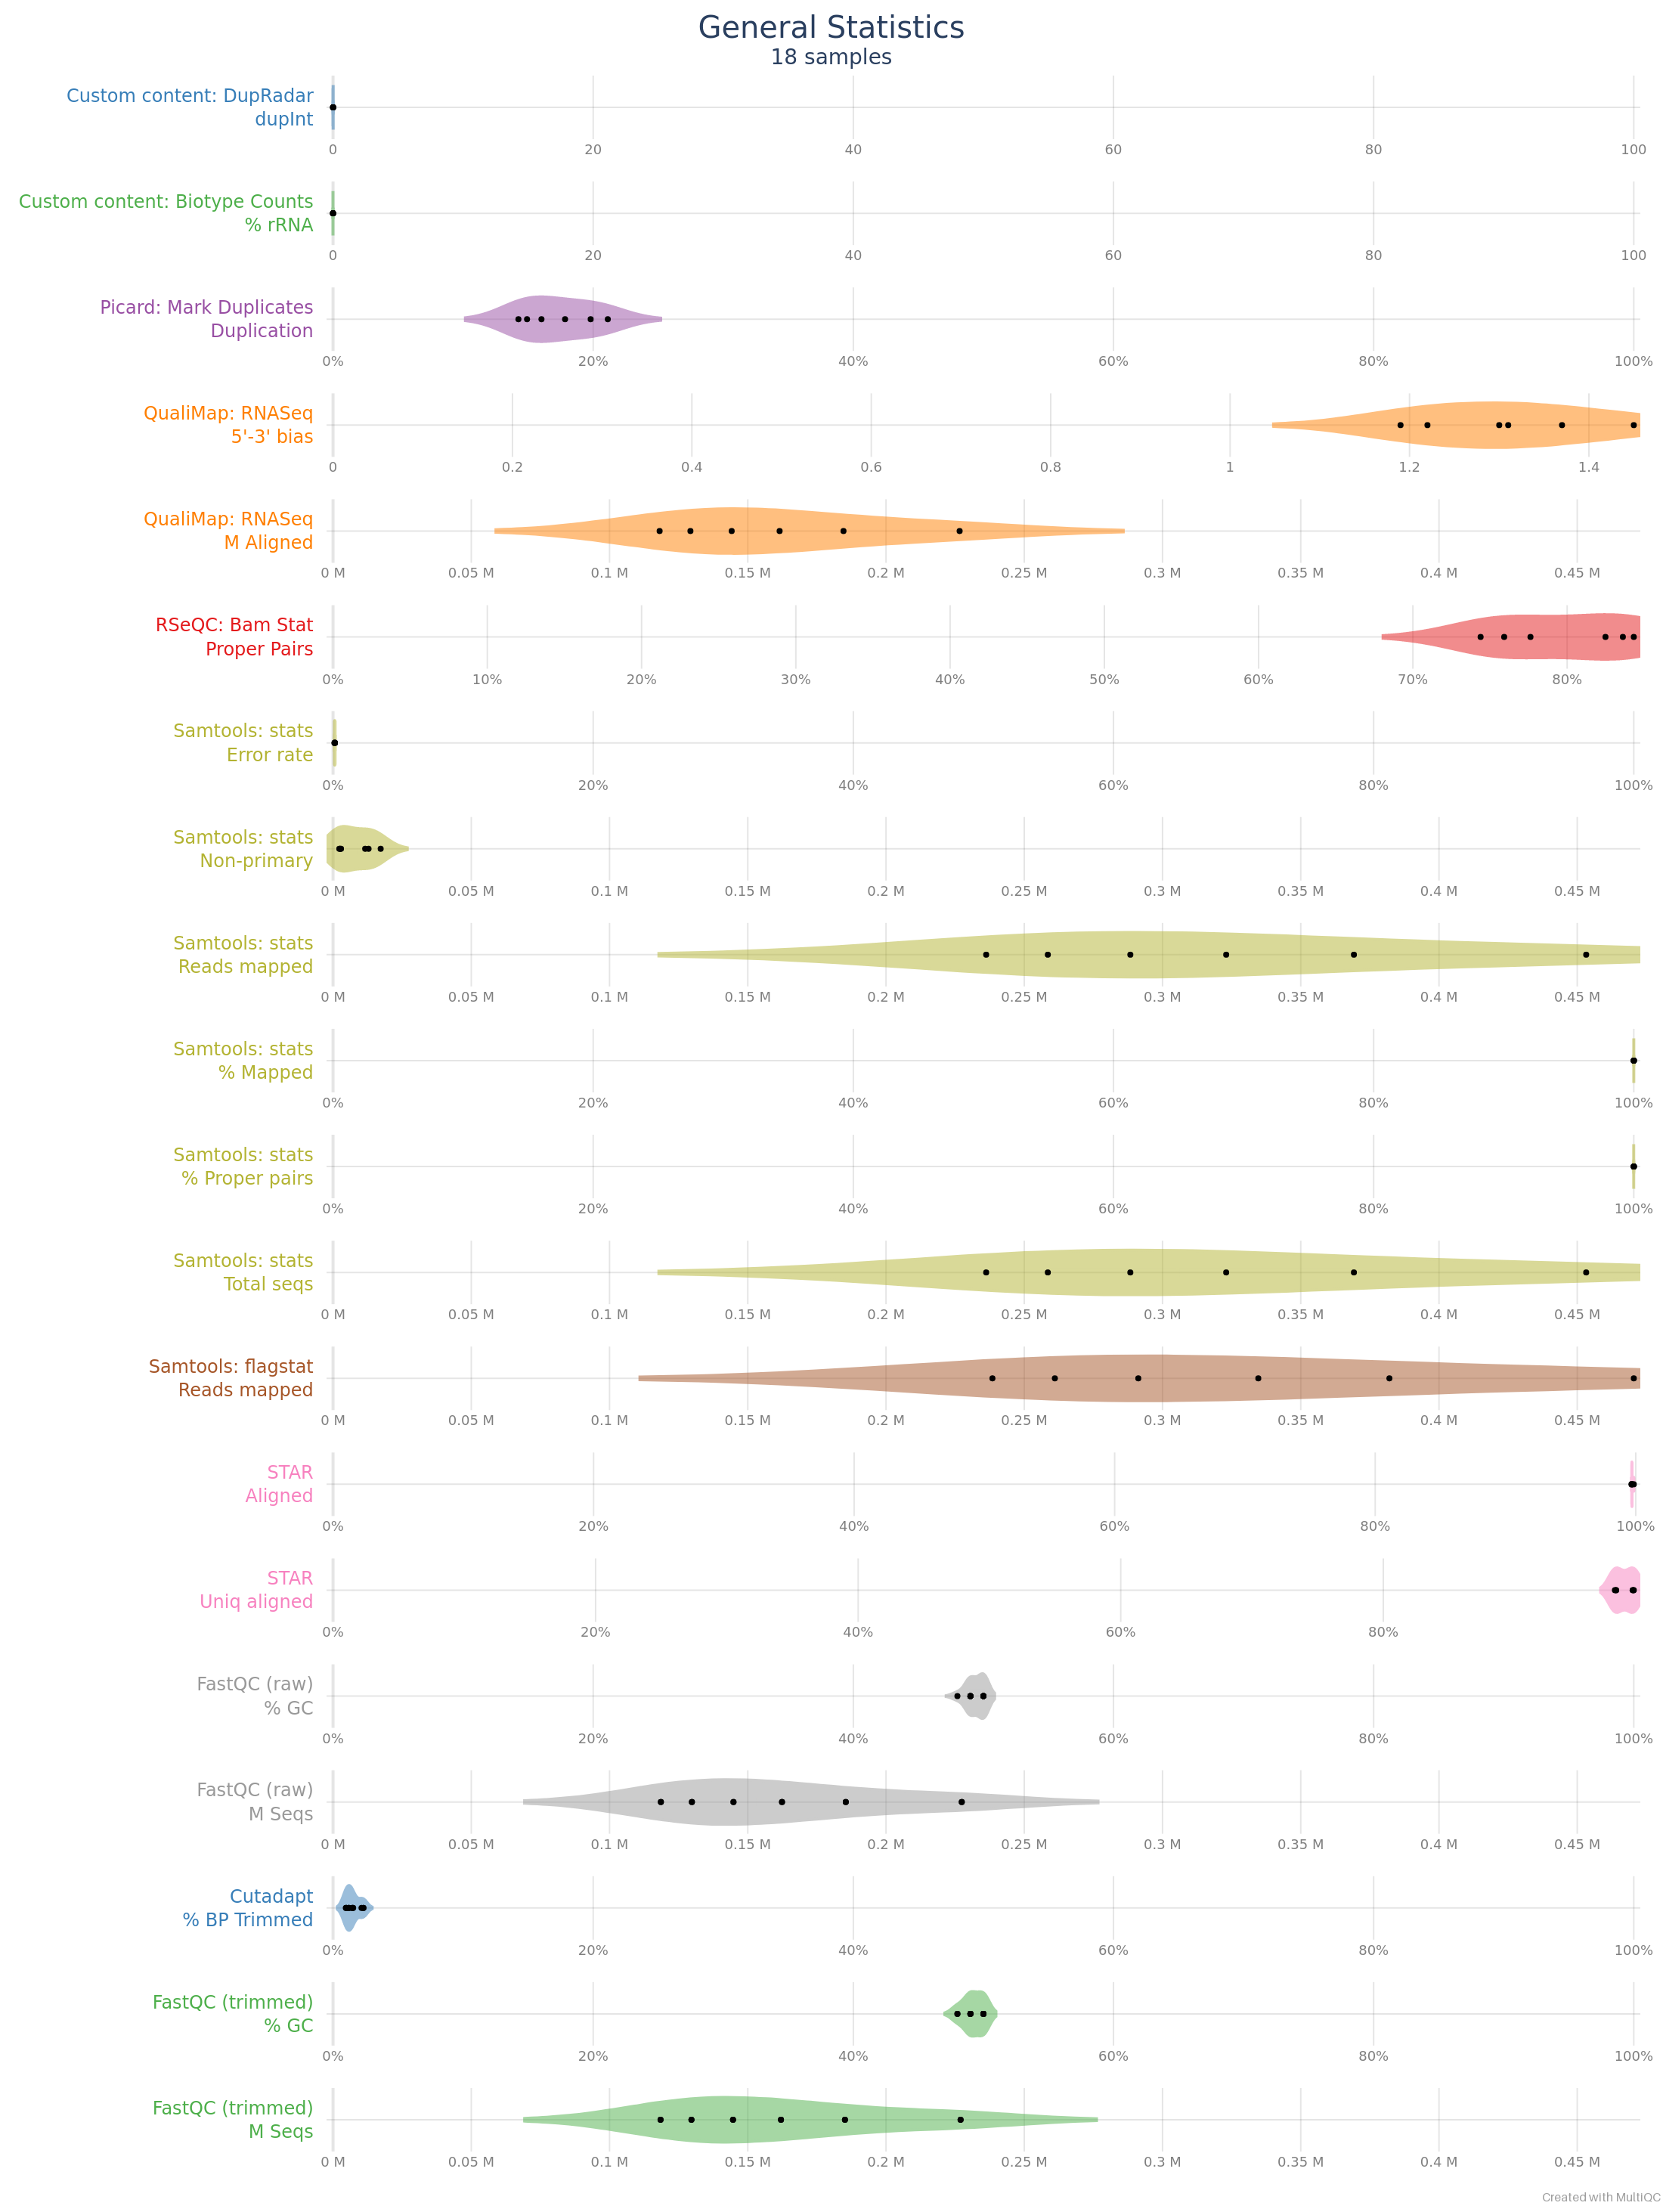 General Statistics
18 samples
Custom content: DupRadar
dupInt
0 20 40 60 80 100
Custom content: Biotype Counts
% rRNA
0 20 40 60 80 100
Picard: Mark Duplicates
Duplication
0% 20% 40% 60% 80% 100%
QualiMap: RNASeq
5'-3' bias
0 0.2 0.4 0.6 0.8 1 1.2 1.4
QualiMap: RNASeq
M Aligned
0 M 0.05 M 0.1 M 0.15 M 0.2 M 0.25 M 0.3 M 0.35 M 0.4 M 0.45 M
RSeQC: Bam Stat
Proper Pairs
0% 10% 20% 30% 40% 50% 60% 70% 80%
Samtools: stats
Error rate
0% 20% 40% 60% 80% 100%
Samtools: stats
Non-primary
0 M 0.05 M 0.1 M 0.15 M 0.2 M 0.25 M 0.3 M 0.35 M 0.4 M 0.45 M
Samtools: stats
Reads mapped
0 M 0.05 M 0.1 M 0.15 M 0.2 M 0.25 M 0.3 M 0.35 M 0.4 M 0.45 M
Samtools: stats
% Mapped
0% 20% 40% 60% 80% 100%
Samtools: stats
% Proper pairs
0% 20% 40% 60% 80% 100%
Samtools: stats
Total seqs
0 M 0.05 M 0.1 M 0.15 M 0.2 M 0.25 M 0.3 M 0.35 M 0.4 M 0.45 M
Samtools: flagstat
Reads mapped
0 M 0.05 M 0.1 M 0.15 M 0.2 M 0.25 M 0.3 M 0.35 M 0.4 M 0.45 M
STAR
Aligned
0% 20% 40% 60% 80% 100%
STAR
Uniq aligned
0% 20% 40% 60% 80%
FastQC (raw)
% GC
0% 20% 40% 60% 80% 100%
FastQC (raw)
M Seqs
0 M 0.05 M 0.1 M 0.15 M 0.2 M 0.25 M 0.3 M 0.35 M 0.4 M 0.45 M
Cutadapt
% BP Trimmed
0% 20% 40% 60% 80% 100%
FastQC (trimmed)
% GC
0% 20% 40% 60% 80% 100%
FastQC (trimmed)
M Seqs
0 M 0.05 M 0.1 M 0.15 M 0.2 M 0.25 M 0.3 M 0.35 M 0.4 M 0.45 M
Created with MultiQC